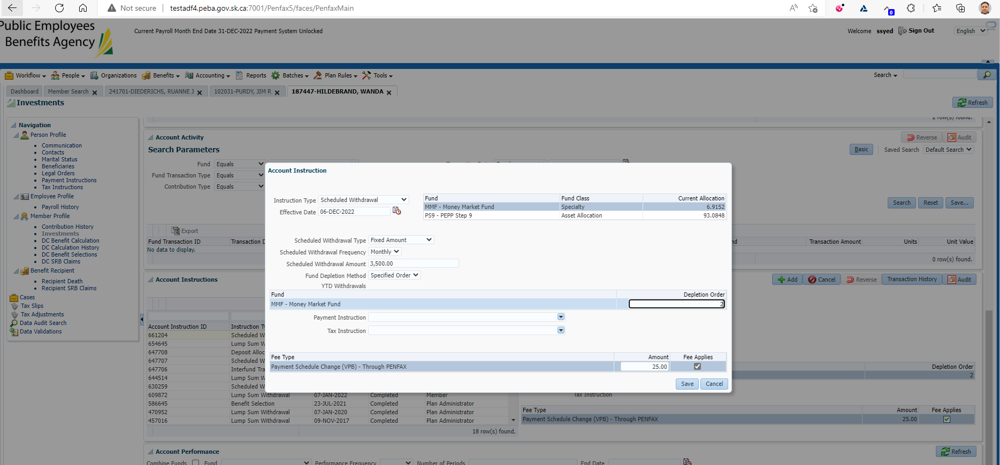 Not secure | testadf4.peba.gov.sk.ca:7001/Penfax5/faces/PenfaxMain
0
Public Employees
Benefits Agency
Current Payroll Month End Date 31-DEC-2022 Payment System Unlocked
Welcome ssyed Sign Out English
Workflow People Organizations Benefits Accounting Reports Batches Plan Rules Tools Search
Dashboard Member Search 241701-DIEDERICHS, RUANNE J 102031-PURDY, JIM R 187447-HILDEBRAND, WANDA
Investments
Refresh
Navigation
Person Profile
Communication
Contacts
Marital Status
Beneficiaries
Legal Orders
Payment Instructions
Tax Instructions
Employee Profile
Payroll History
Member Profile
Contribution History
Investments
DC Benefit Calculation
DC Calculation History
DC Benefit Selections
DC SRB Claims
Benefit Recipient
Recipient Death
Recipient SRB Claims
Cases
Tax Slips
Tax Adjustments
Data Audit Search
Data Validations
2 row(s) found.
Account Activity
Reverse Audit
Search Parameters
Basic Saved Search Default Search
Fund Equals
Fund Transaction Type Equals
Contribution Type Equals
Search Reset Save...
Export
Fund Transaction ID Transaction D
nd Transaction Amount Units Unit Value
No data to display.
0 row(s) found.
Account Instruction
Instruction Type Scheduled Withdrawal
Effective Date 06-DEC-2022
Fund Fund Class Current Allocation
MMF - Money Market Fund Specialty 6.9152
PS9 - PEPP Step 9 Asset Allocation 93.0848
Scheduled Withdrawal Type Fixed Amount
Scheduled Withdrawal Frequency Monthly
Scheduled Withdrawal Amount 3,500.00
Fund Depletion Method Specified Order
YTD Withdrawals
Fund Depletion Order
MMF - Money Market Fund 2
Payment Instruction
Tax Instruction
Fee Type Amount Fee Applies
Payment Schedule Change (VPB) - Through PENFAX 25.00
Save Cancel
Account Instructions
Add Cancel Reverse Transaction History Audit
Account Instruction ID Instruction Ty
661204 Scheduled W
654645 Lump Sum W
647708 Deposit Alloc
647707 Scheduled W
647706 Interfund Tra
644514 Lump Sum W
630259 Scheduled W
609872 Lump Sum Withdrawal 07-JAN-2022 Completed Member
586645 Benefit Selection 23-JUL-2021 Completed Plan Administrator
470952 Lump Sum Withdrawal 07-JAN-2020 Completed Plan Administrator
457016 Lump Sum Withdrawal 09-NOV-2017 Completed Plan Administrator
18 row(s) found.
Depletion Order
2
Tax Instruction
Fee Type Amount Fee Applies
Payment Schedule Change (VPB) - Through PENFAX 25.00
Account Performance
Refresh
Combine Funds Fund Performance Frequency Number of Periods End Date